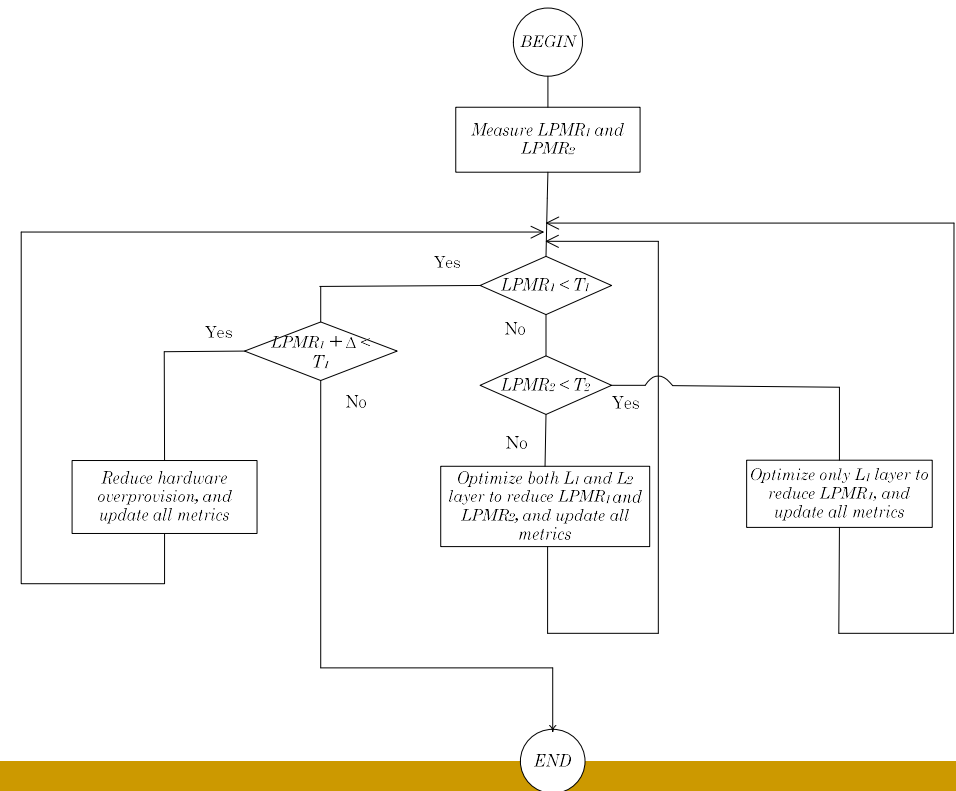 BEGIN
Measure LPMR₁ and
LPMR₂
Yes
LPMR₁ < T₁
No
Yes
LPMR₁ + Δ <
T₁
No
LPMR₂ < T₂
Yes
No
Reduce hardware
overprovision, and
update all metrics
Optimize both L₁ and L₂
layer to reduce LPMR₁ and
LPMR₂, and update all
metrics
Optimize only L₁ layer to
reduce LPMR₁, and
update all metrics
END